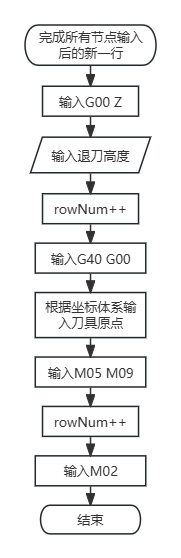 完成所有节点输入
后的新一行
输入G00 Z
输入退刀高度
rowNum++
输入G40 G00
根据坐标体系输
入刀具原点
输入M05 M09
rowNum++
输入M02
结束